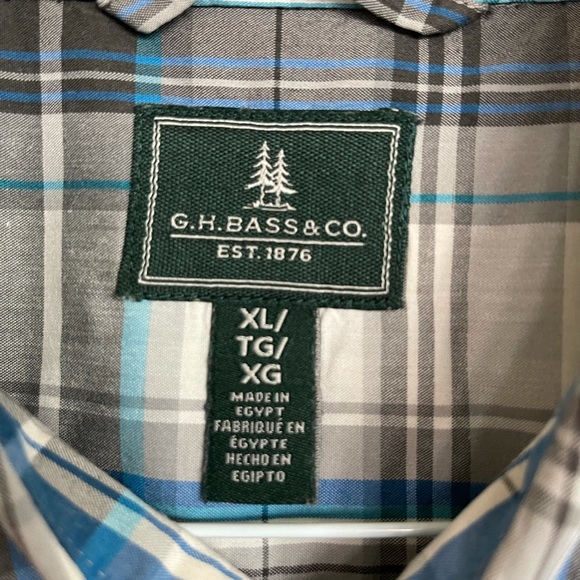 G.H.BASS&CO.
EST. 1876
XL/
TG/
XG
MADE IN
EGYPT
FABRIQUÉ EN
ÉGYPTE
HECHO EN
EGIPTO